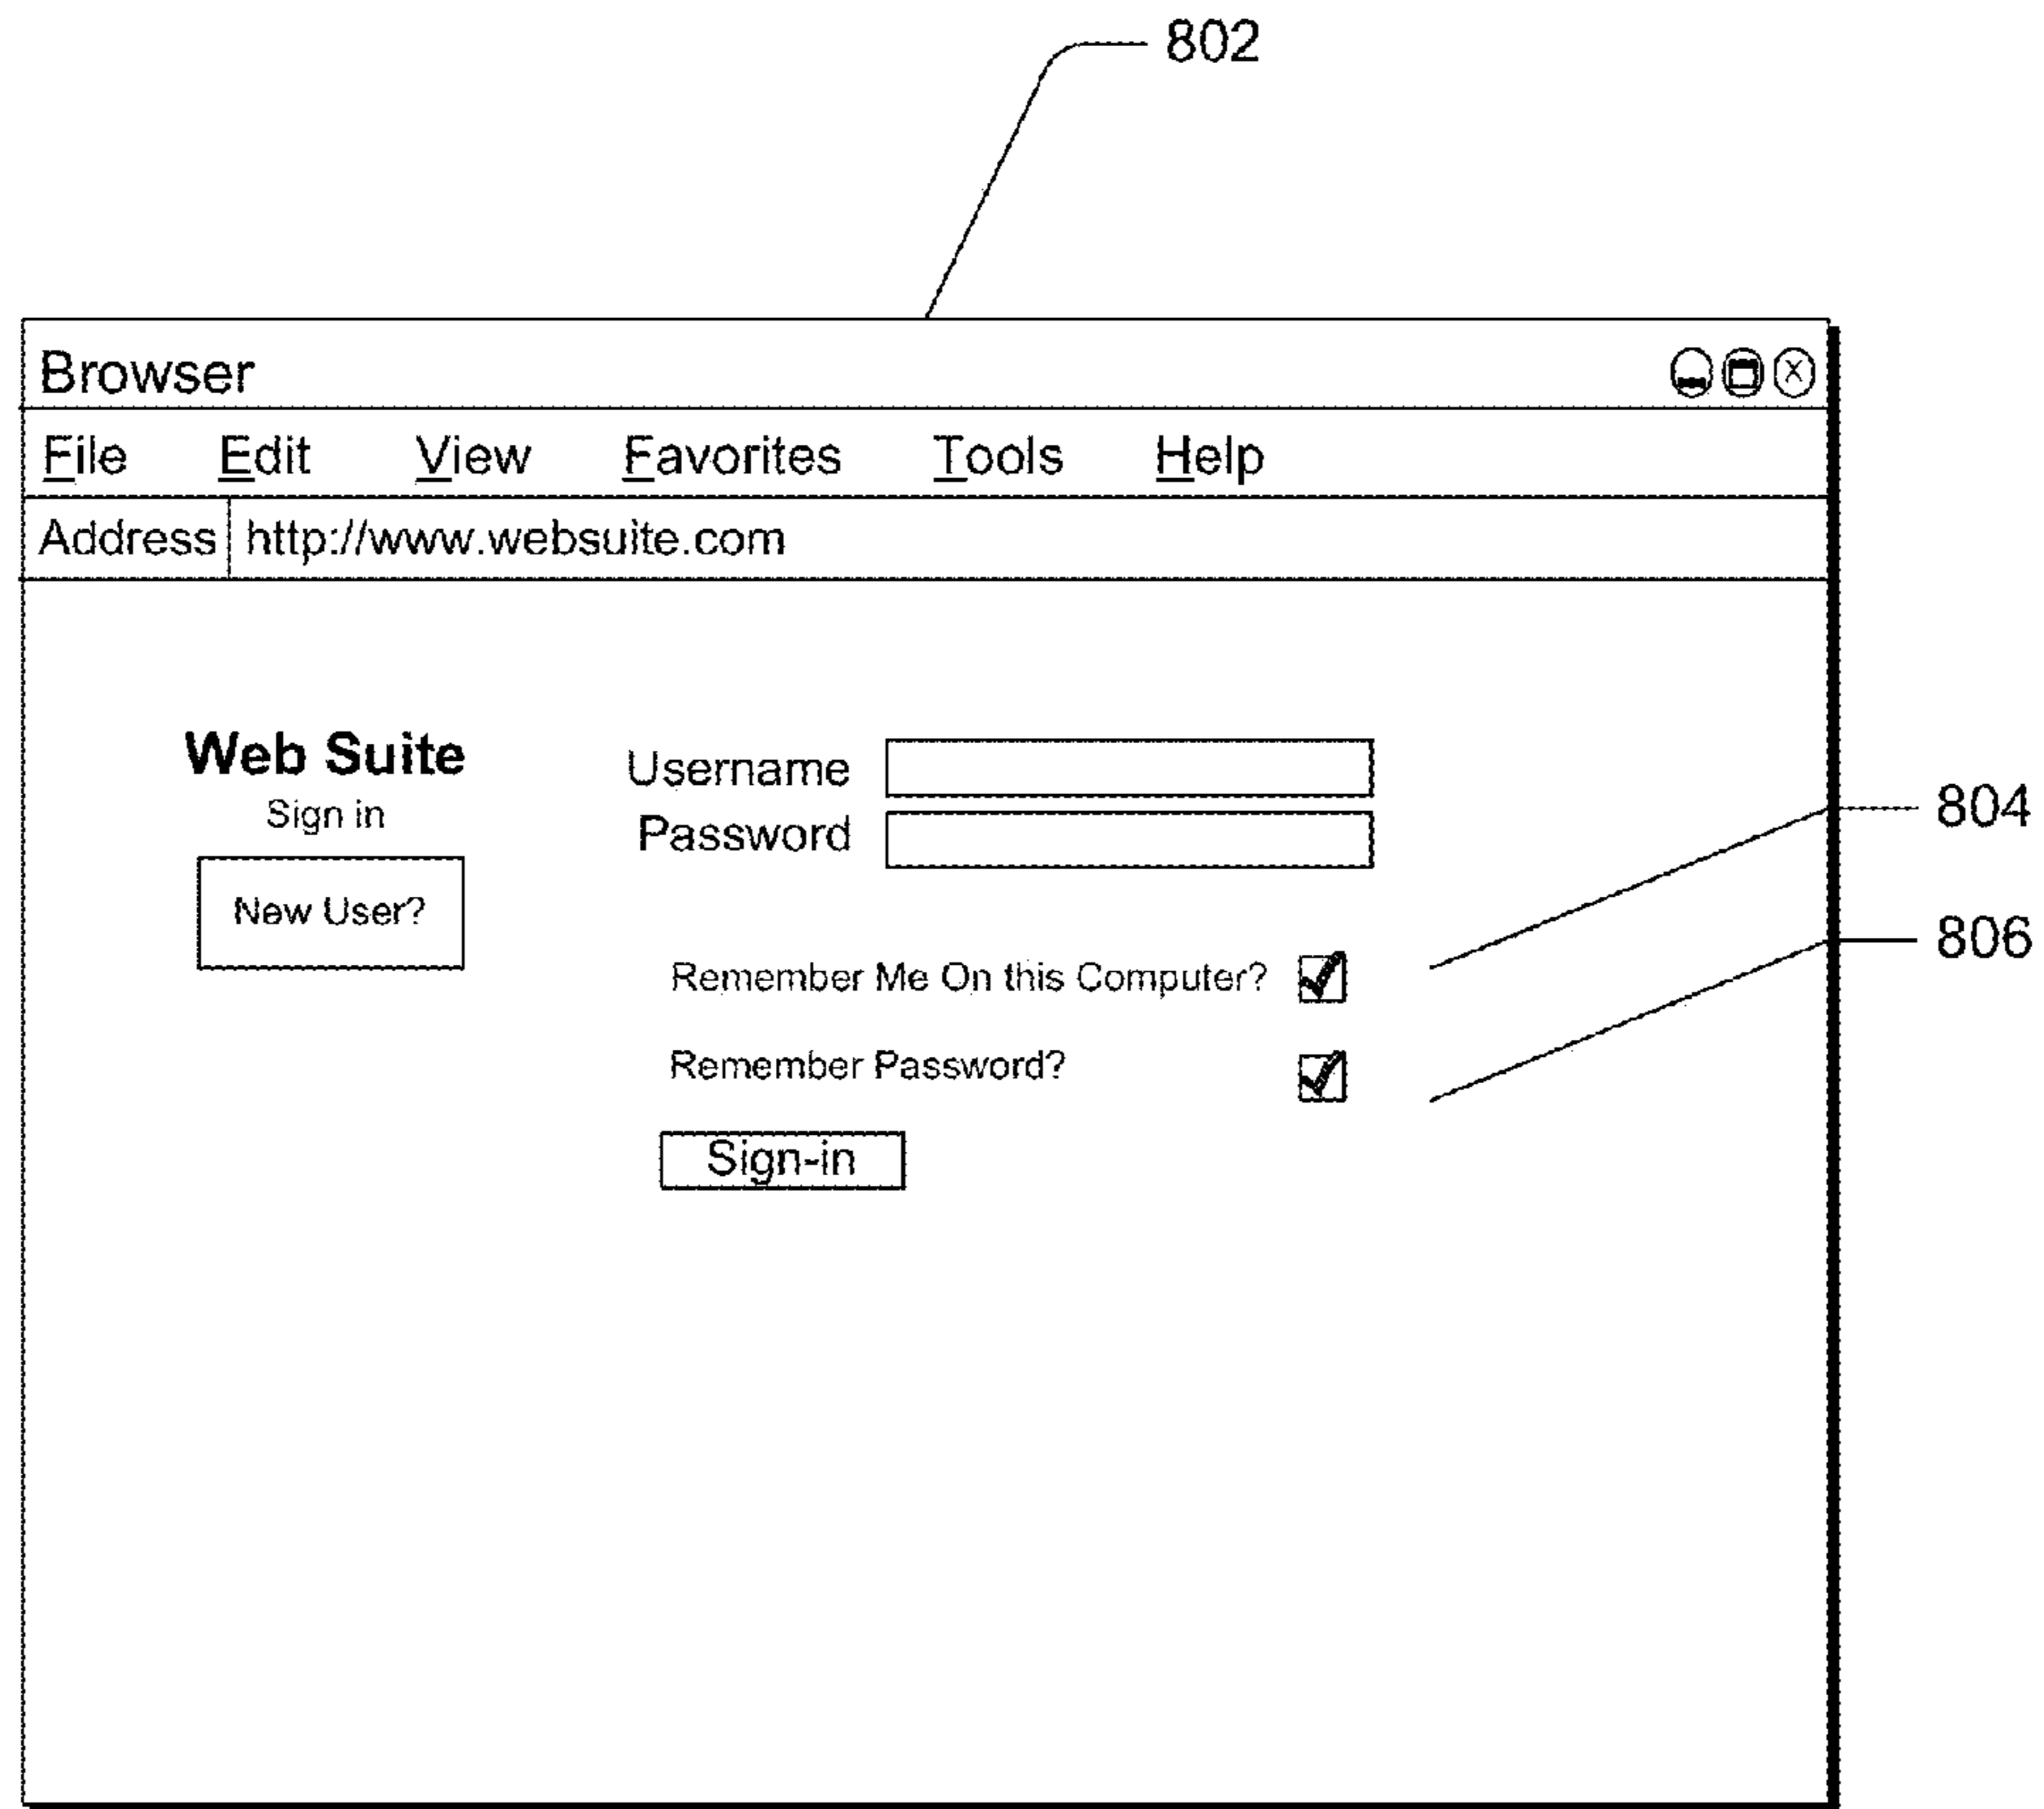 802
Browser
File Edit View Favorites Tools Help
Address http://www.websuite.com
Web Suite
Sign in
New User?
Username
Password
804
806
Remember Me On this Computer?
Remember Password?
Sign-in